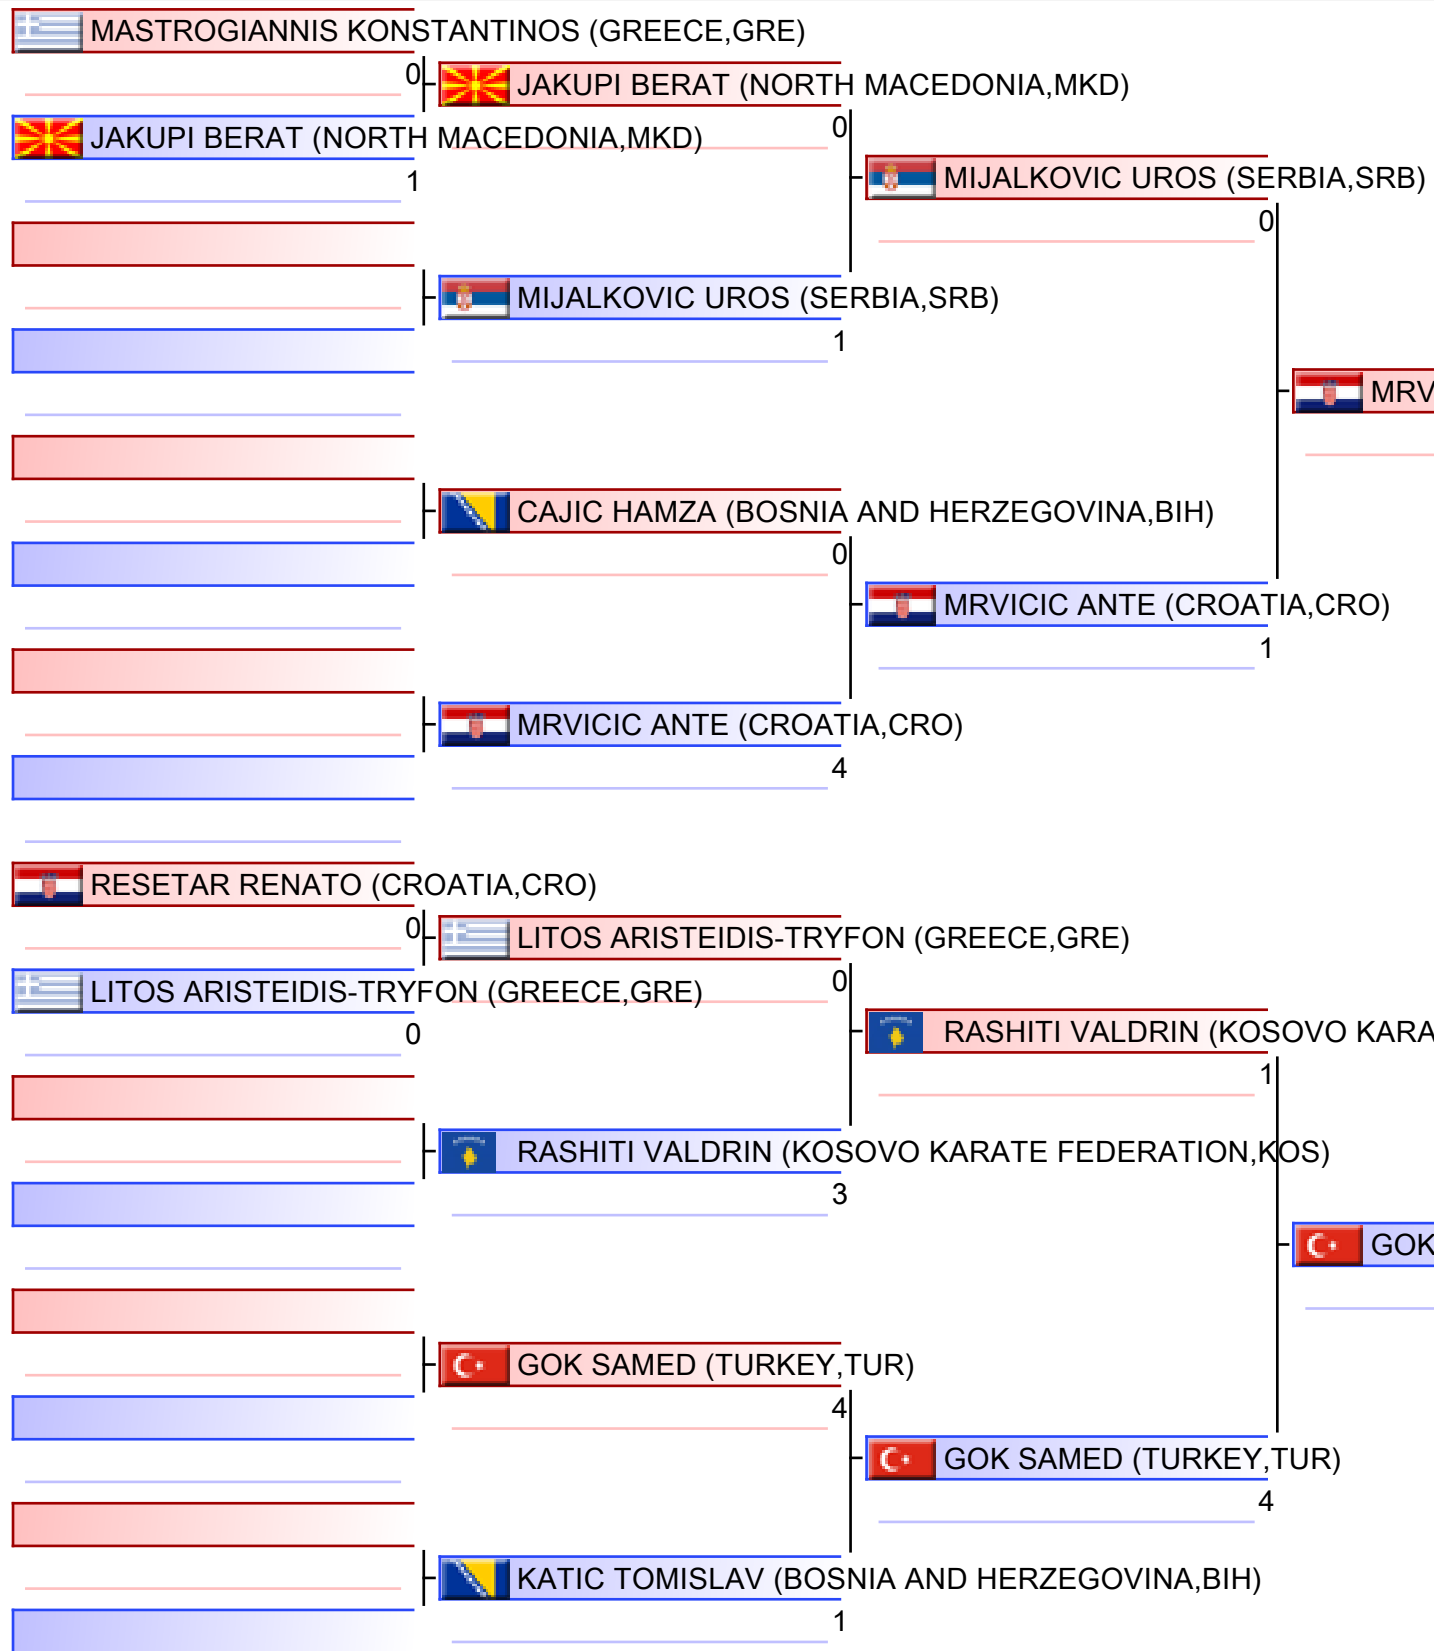 MASTROGIANNIS KONSTANTINOS (GREECE,GRE)
0
JAKUPI BERAT (NORTH MACEDONIA,MKD)
JAKUPI BERAT (NORTH MACEDONIA,MKD)
0
1
MIJALKOVIC UROS (SERBIA,SRB)
0
MIJALKOVIC UROS (SERBIA,SRB)
1
MRV
CAJIC HAMZA (BOSNIA AND HERZEGOVINA,BIH)
0
MRVICIC ANTE (CROATIA,CRO)
1
MRVICIC ANTE (CROATIA,CRO)
4
RESETAR RENATO (CROATIA,CRO)
0
LITOS ARISTEIDIS-TRYFON (GREECE,GRE)
LITOS ARISTEIDIS-TRYFON (GREECE,GRE)
0
0
RASHITI VALDRIN (KOSOVO KARA
1
RASHITI VALDRIN (KOSOVO KARATE FEDERATION,KOS)
3
GOK
GOK SAMED (TURKEY,TUR)
4
GOK SAMED (TURKEY,TUR)
4
KATIC TOMISLAV (BOSNIA AND HERZEGOVINA,BIH)
1